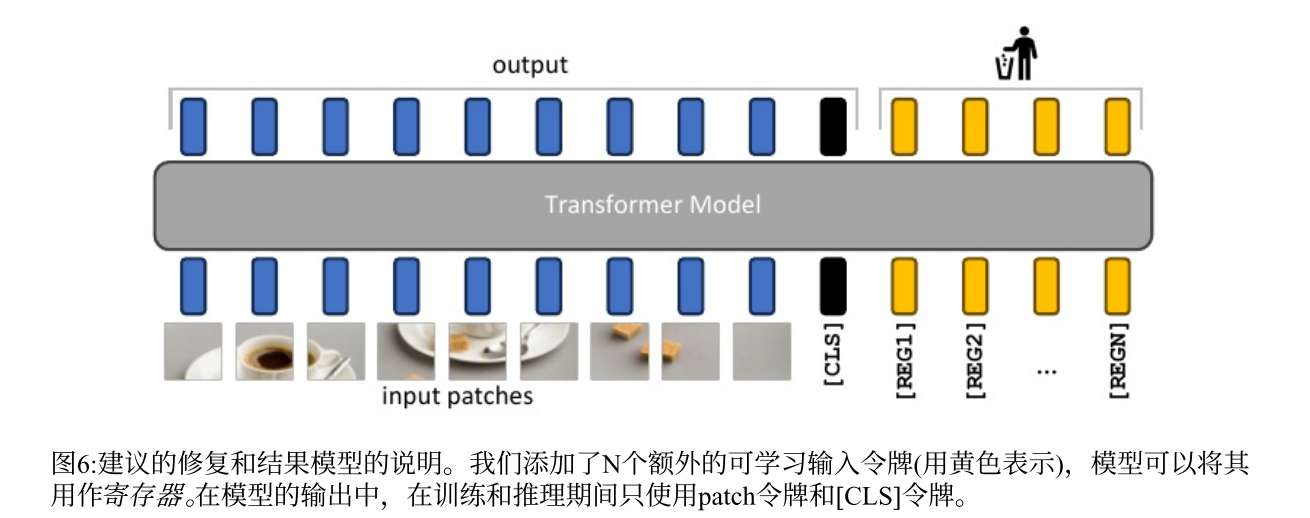 output
Transformer Model
[CLS]
[REG1]
[REG2]
...
[REGN]
input patches
图6:建议的修复和结果模型的说明。我们添加了N个额外的可学习输入令牌(用黄色表示)，模型可以将其
用作寄存器。在模型的输出中，在训练和推理期间只使用patch令牌和[CLS]令牌。